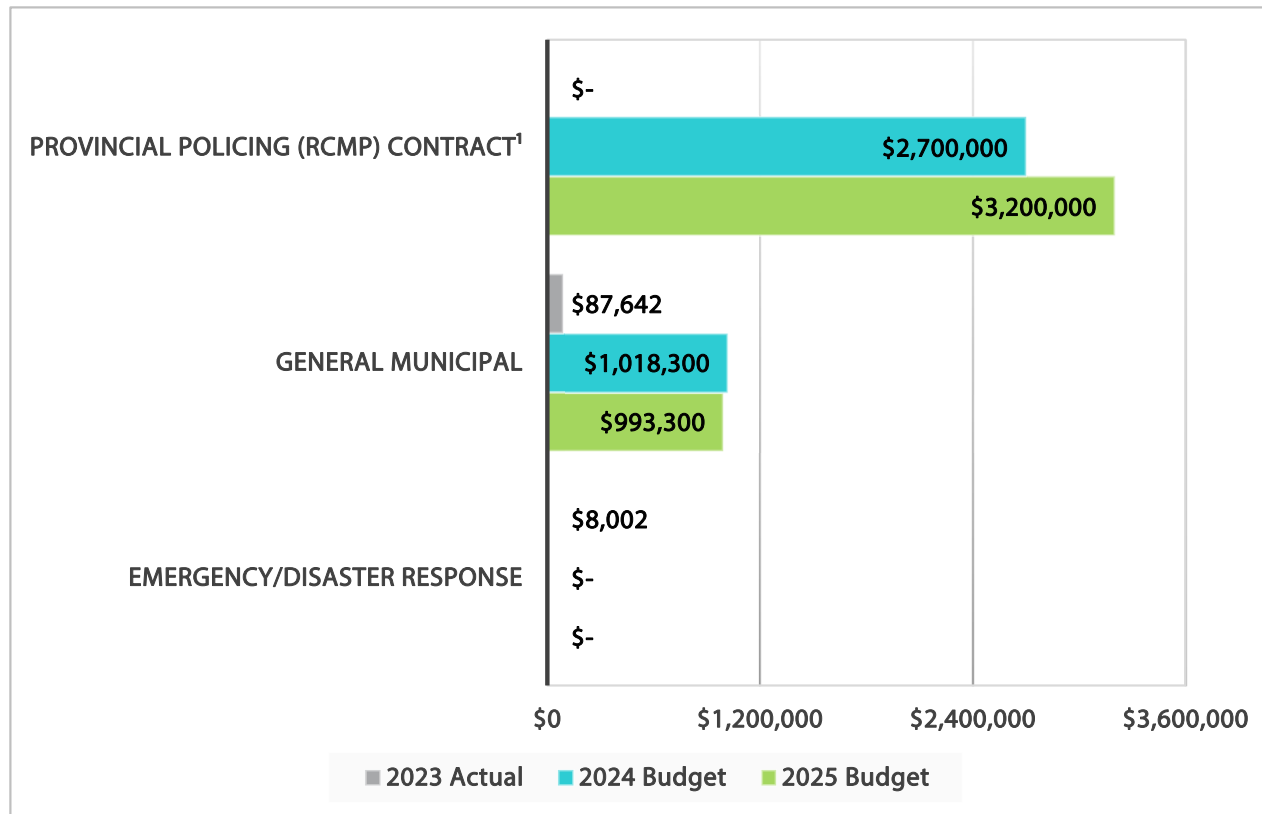 $-
PROVINCIAL POLICING (RCMP) CONTRACT¹
$2,700,000
$3,200,000
$87,642
GENERAL MUNICIPAL
$1,018,300
$993,300
$8,002
EMERGENCY/DISASTER RESPONSE
$-
$-
$0 $1,200,000 $2,400,000 $3,600,000
2023 Actual 2024 Budget 2025 Budget